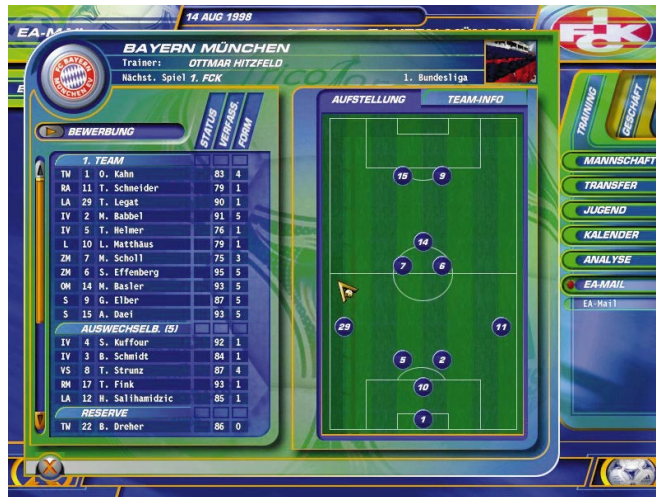 14 AUG 1998
EA-MAIL
BAYERN MÜNCHEN
Trainer: OTTMAR HITZFELD
Nächst. Spiel 1. FCK
1. Bundesliga
FC BAYERN
MÜNCHEN EV
FCK
STATUS
VERFASS.
FORM
BEWERBUNG
1. TEAM
TW 1 O. Kahn 83 4
RA 11 T. Schneider 79 1
LA 29 T. Legat 90 1
IV 2 M. Babbel 91 5
IV 5 T. Helmer 76 1
L 10 L. Matthäus 79 1
ZM 7 M. Scholl 75 3
ZM 6 S. Effenberg 95 5
OM 14 M. Basler 93 5
S 9 G. Elber 87 5
S 15 A. Daei 93 5
AUSWECHSELB. (5)
IV 4 S. Kuffour 92 1
IV 3 B. Schmidt 84 1
VS 8 T. Strunz 87 4
RM 17 T. Fink 93 1
LA 12 H. Salihamidzic 85 1
RESERVE
TW 22 B. Dreher 86 0
AUFSTELLUNG
TEAM-INFO
15 9
14
7 6
29 11
5 2
10
1
TRAINING
GESCHÄFT
MANNSCHAFT
TRANSFER
JUGEND
KALENDER
ANALYSE
EA-MAIL
EA-Mail